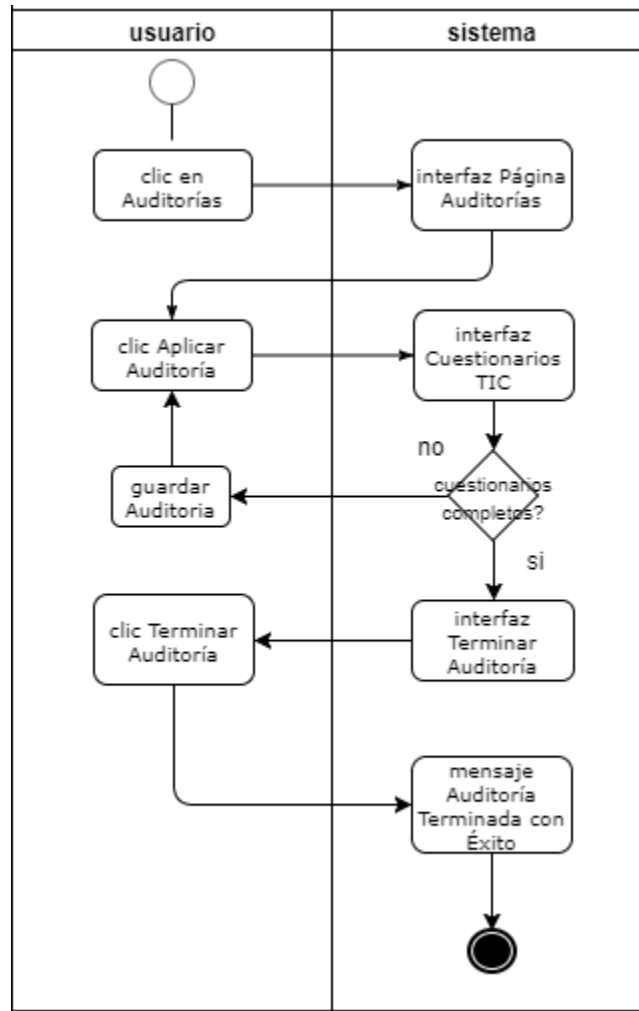 usuario
sistema
clic en
Auditorías
interfaz Página
Auditorías
clic Aplicar
Auditoría
interfaz
Cuestionarios
TIC
no
guardar
Auditoria
cuestionarios
completos?
si
clic Terminar
Auditoría
interfaz
Terminar
Auditoría
mensaje
Auditoría
Terminada con
Éxito